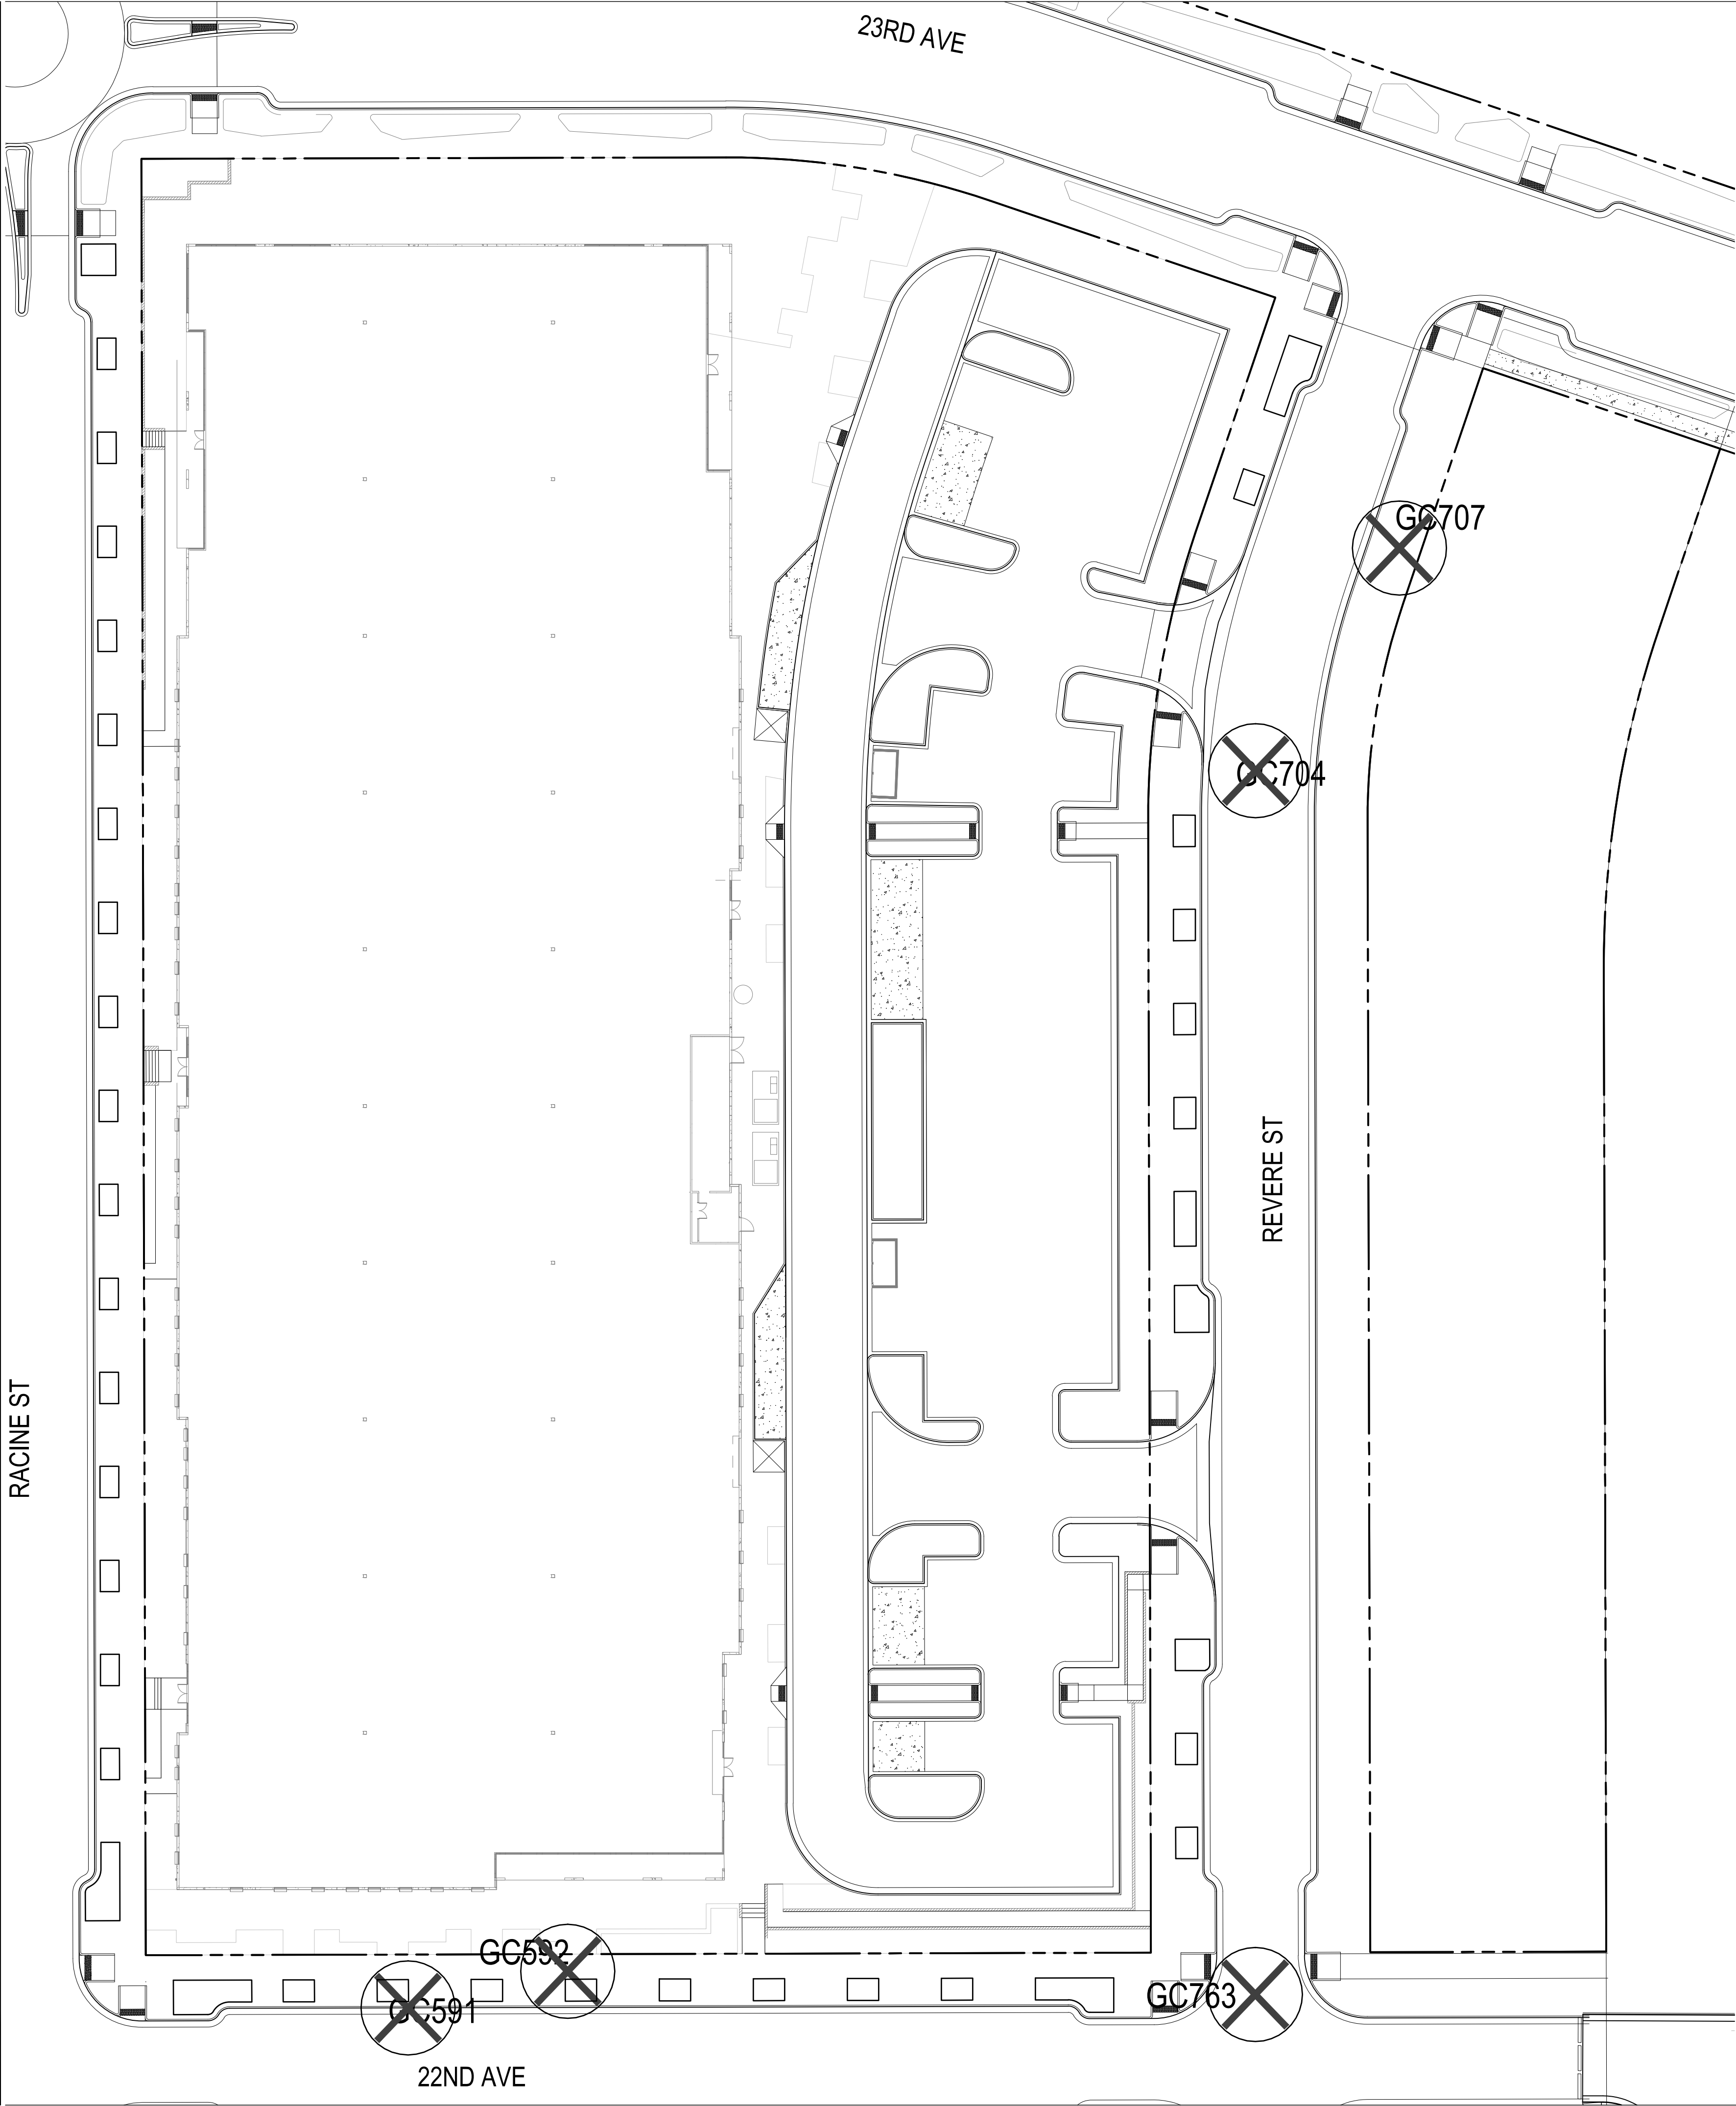 23RD AVE
GC707
GC704
REVERE ST
RACINE ST
GC592
GC591
GC763
22ND AVE